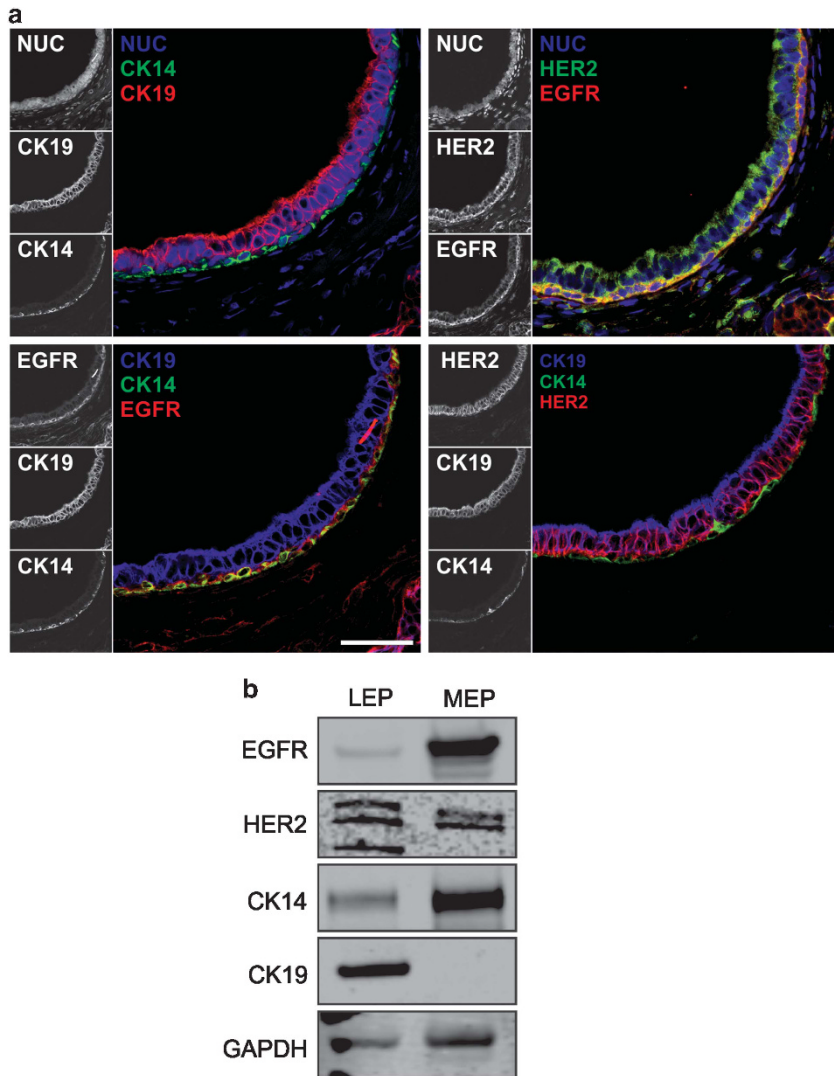 a
NUC
CK19
CK14
NUC
CK14
CK19
NUC
HER2
EGFR
NUC
HER2
EGFR
EGFR
CK19
CK14
CK19
CK14
EGFR
HER2
CK19
CK14
CK19
CK14
HER2
b
LEP MEP
EGFR
HER2
CK14
CK19
GAPDH